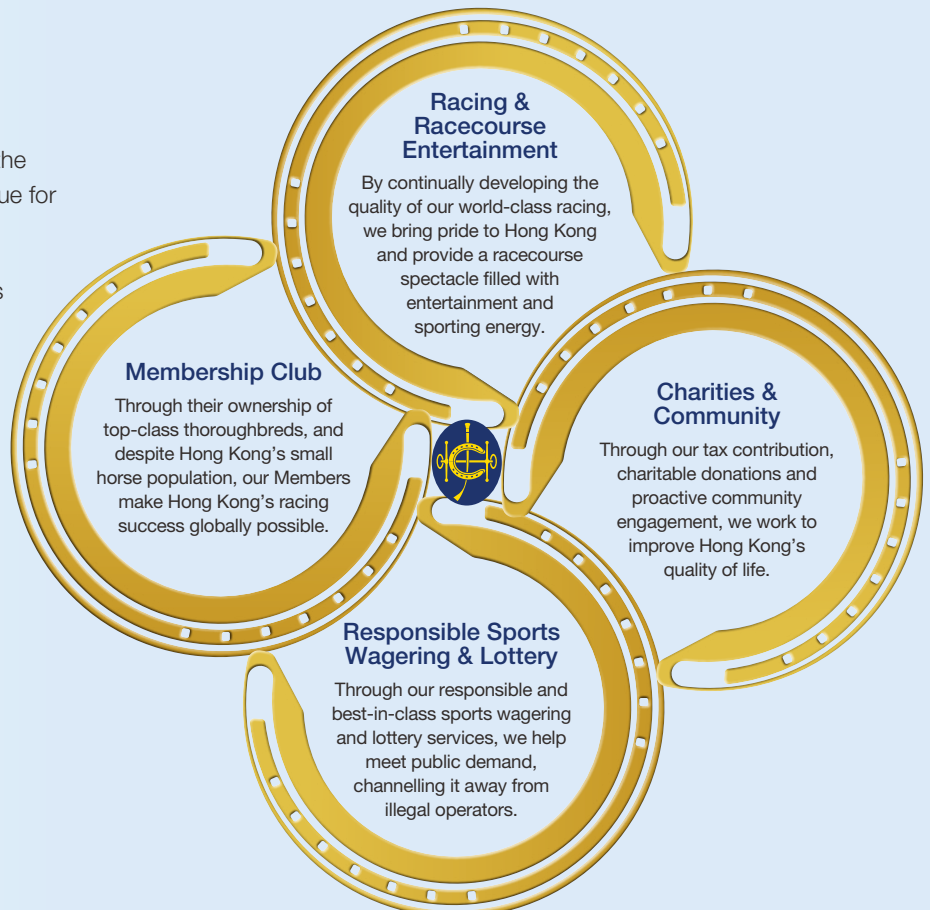 the
ue for
s
Racing &
Racecourse
Entertainment
By continually developing the
quality of our world-class racing,
we bring pride to Hong Kong
and provide a racecourse
spectacle filled with
entertainment and
sporting energy.
Membership Club
Through their ownership of
top-class thoroughbreds, and
despite Hong Kong's small
horse population, our Members
make Hong Kong's racing
success globally possible.
Charities &
Community
Through our tax contribution,
charitable donations and
proactive community
engagement, we work to
improve Hong Kong's
quality of life.
Responsible Sports
Wagering & Lottery
Through our responsible and
best-in-class sports wagering
and lottery services, we help
meet public demand,
channelling it away from
illegal operators.